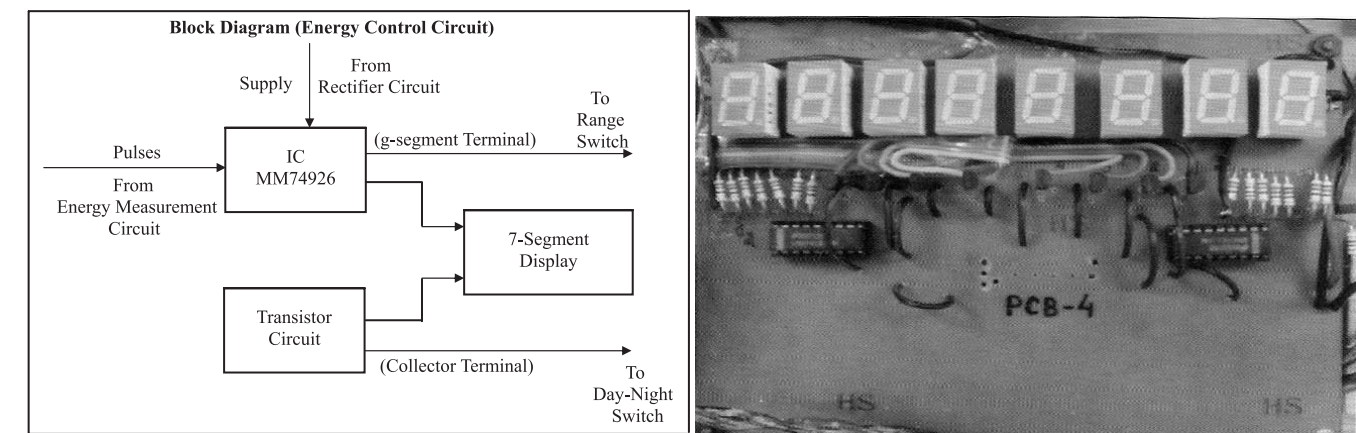 Block Diagram (Energy Control Circuit)
From
Supply
Rectifier Circuit
To
Range
Switch
(g-segment Terminal)
Pulses
IC
MM74926
From
Energy Measurement
Circuit
7-Segment
Display
Transistor
Circuit
(Collector Terminal)
To
Day-Night
Switch
PCB-4
HS
HS
HS